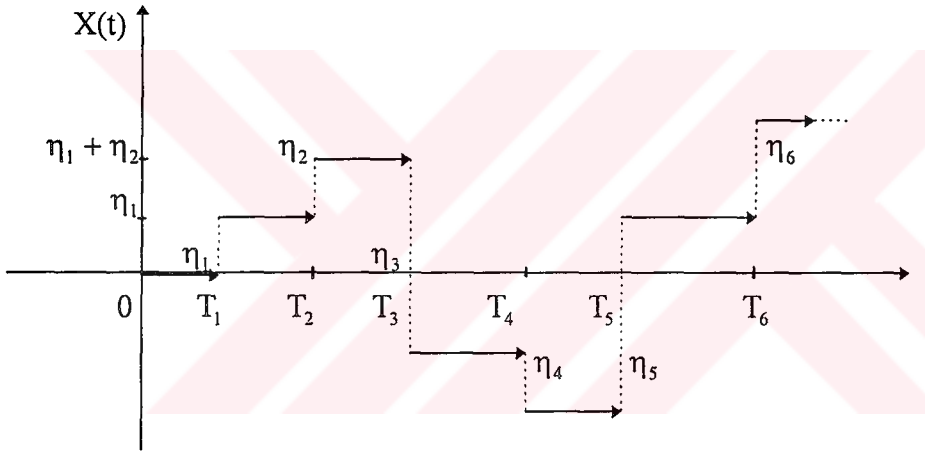 X(t)
η₁ + η₂
η₂
η₆
η₁
η₁
η₃
0
T₁
T₂
T₃
T₄
T₅
T₆
η₄
η₅